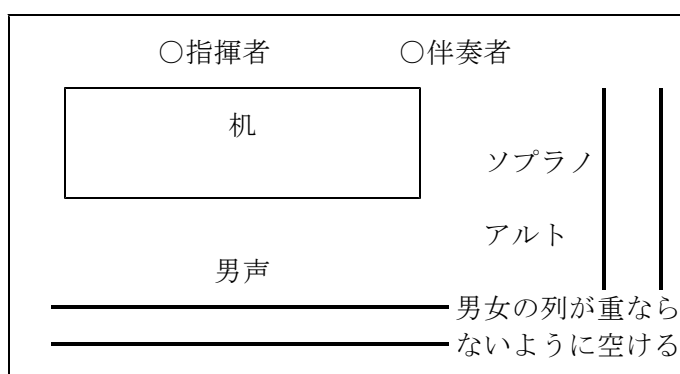 ○指揮者 ○伴奏者
机
ソプラノ
アルト
男声
男女の列が重なら
ないように空ける